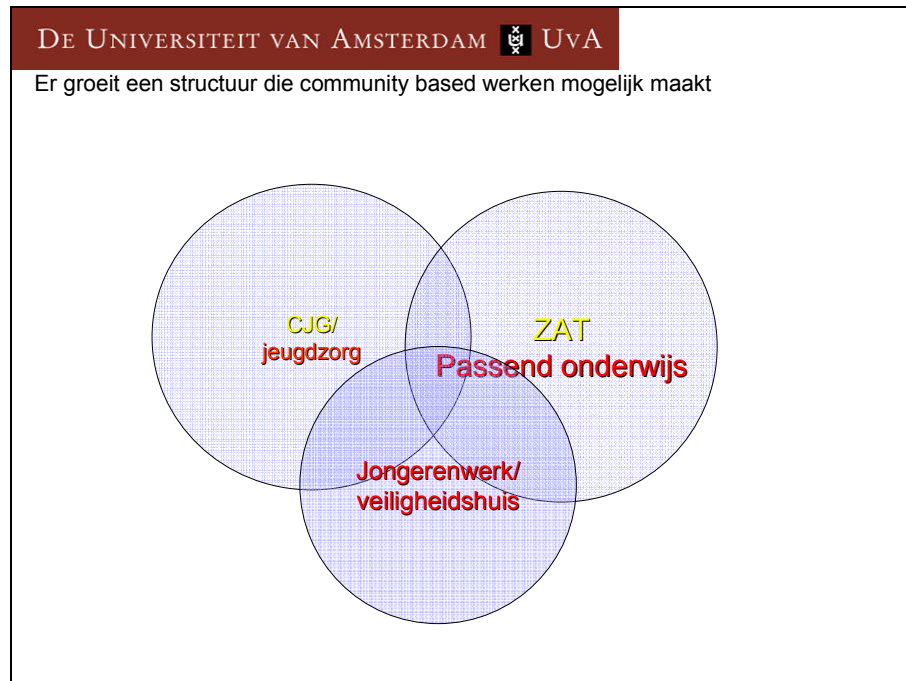 DE UNIVERSITEIT VAN AMSTERDAM UVA
Er groeit een structuur die community based werken mogelijk maakt
CJG/
jeugdzorg
ZAT
Passend onderwijs
Jongerenwerk/
veiligheidshuis